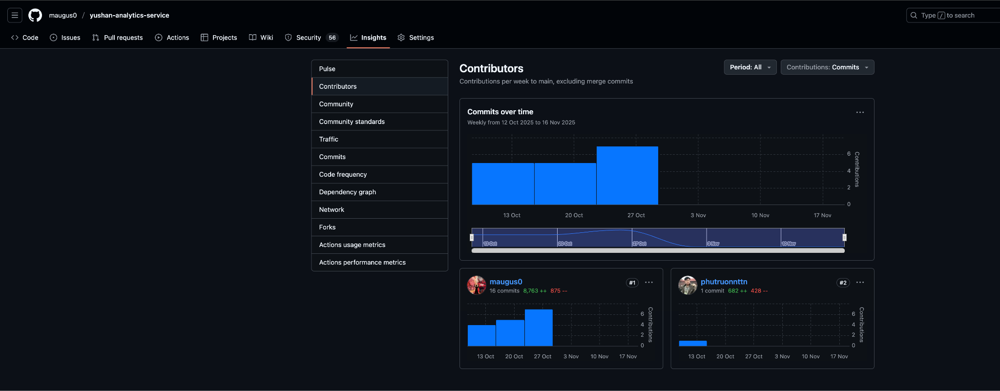 maugus0 / yushan-analytics-service
Type / to search
Code Issues Pull requests Actions Projects Wiki Security 56 Insights Settings
Pulse
Contributors
Community
Community standards
Traffic
Commits
Code frequency
Dependency graph
Network
Forks
Actions usage metrics
Actions performance metrics
Contributors
Contributions per week to main, excluding merge commits
Period: All
Contributions: Commits
Commits over time
Weekly from 12 Oct 2025 to 16 Nov 2025
6
4
2
0
Contributions
13 Oct 20 Oct 27 Oct 3 Nov 10 Nov 17 Nov
13 Oct 20 Oct 27 Oct 3 Nov 10 Nov
maugus0
#1
16 commits 8,763 ++ 875 --
6
4
2
0
Contributions
13 Oct 20 Oct 27 Oct 3 Nov 10 Nov 17 Nov
phutruonnttn
#2
1 commit 682 ++ 428 --
6
4
2
0
Contributions
13 Oct 20 Oct 27 Oct 3 Nov 10 Nov 17 Nov